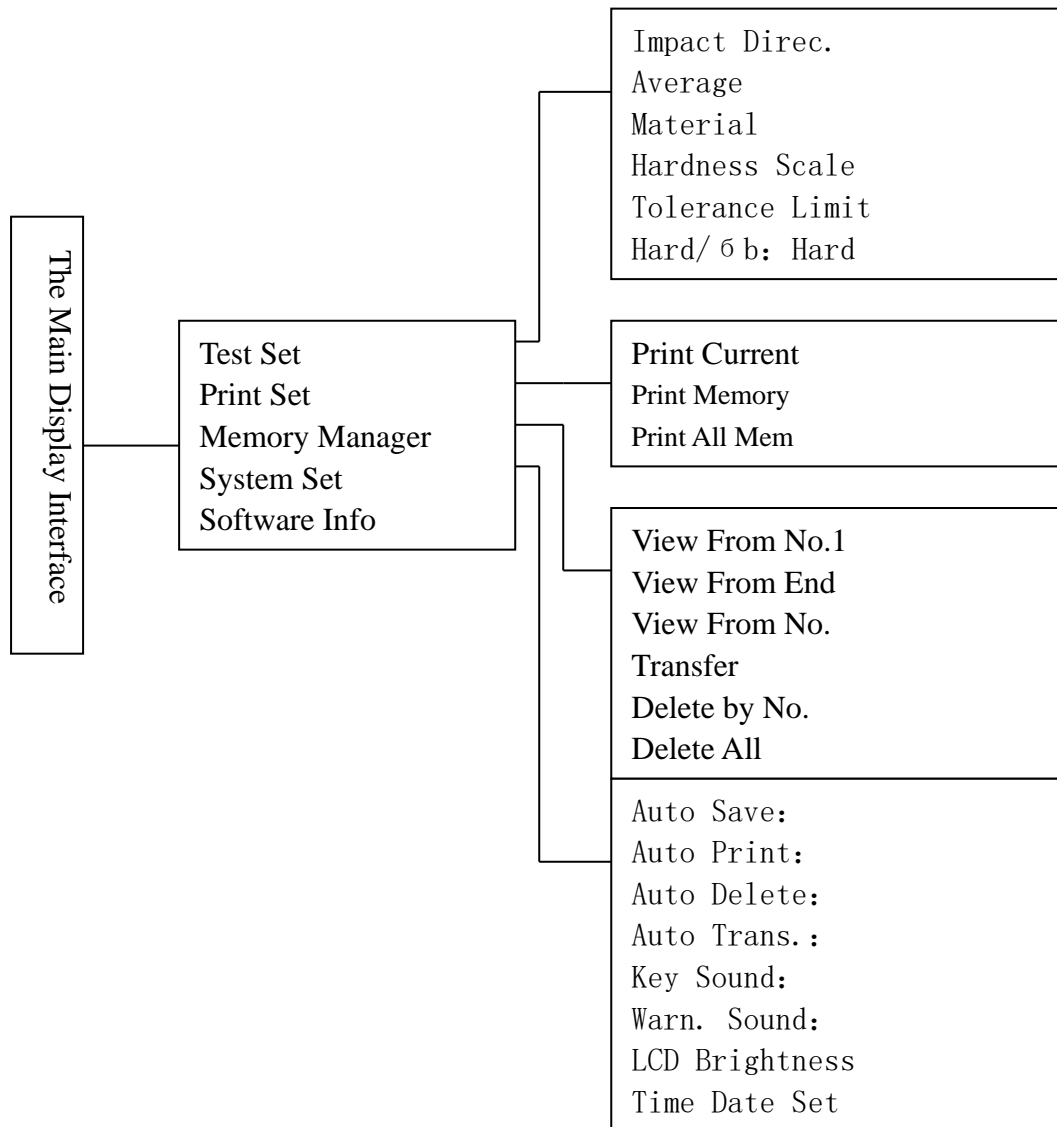 The Main Display Interface
Test Set
Print Set
Memory Manager
System Set
Software Info
Impact Direc.
Average
Material
Hardness Scale
Tolerance Limit
Hard/бb：Hard
Print Current
Print Memory
Print All Mem
View From No.1
View From End
View From No.
Transfer
Delete by No.
Delete All
Auto Save：
Auto Print：
Auto Delete：
Auto Trans.：
Key Sound：
Warn. Sound：
LCD Brightness
Time Date Set